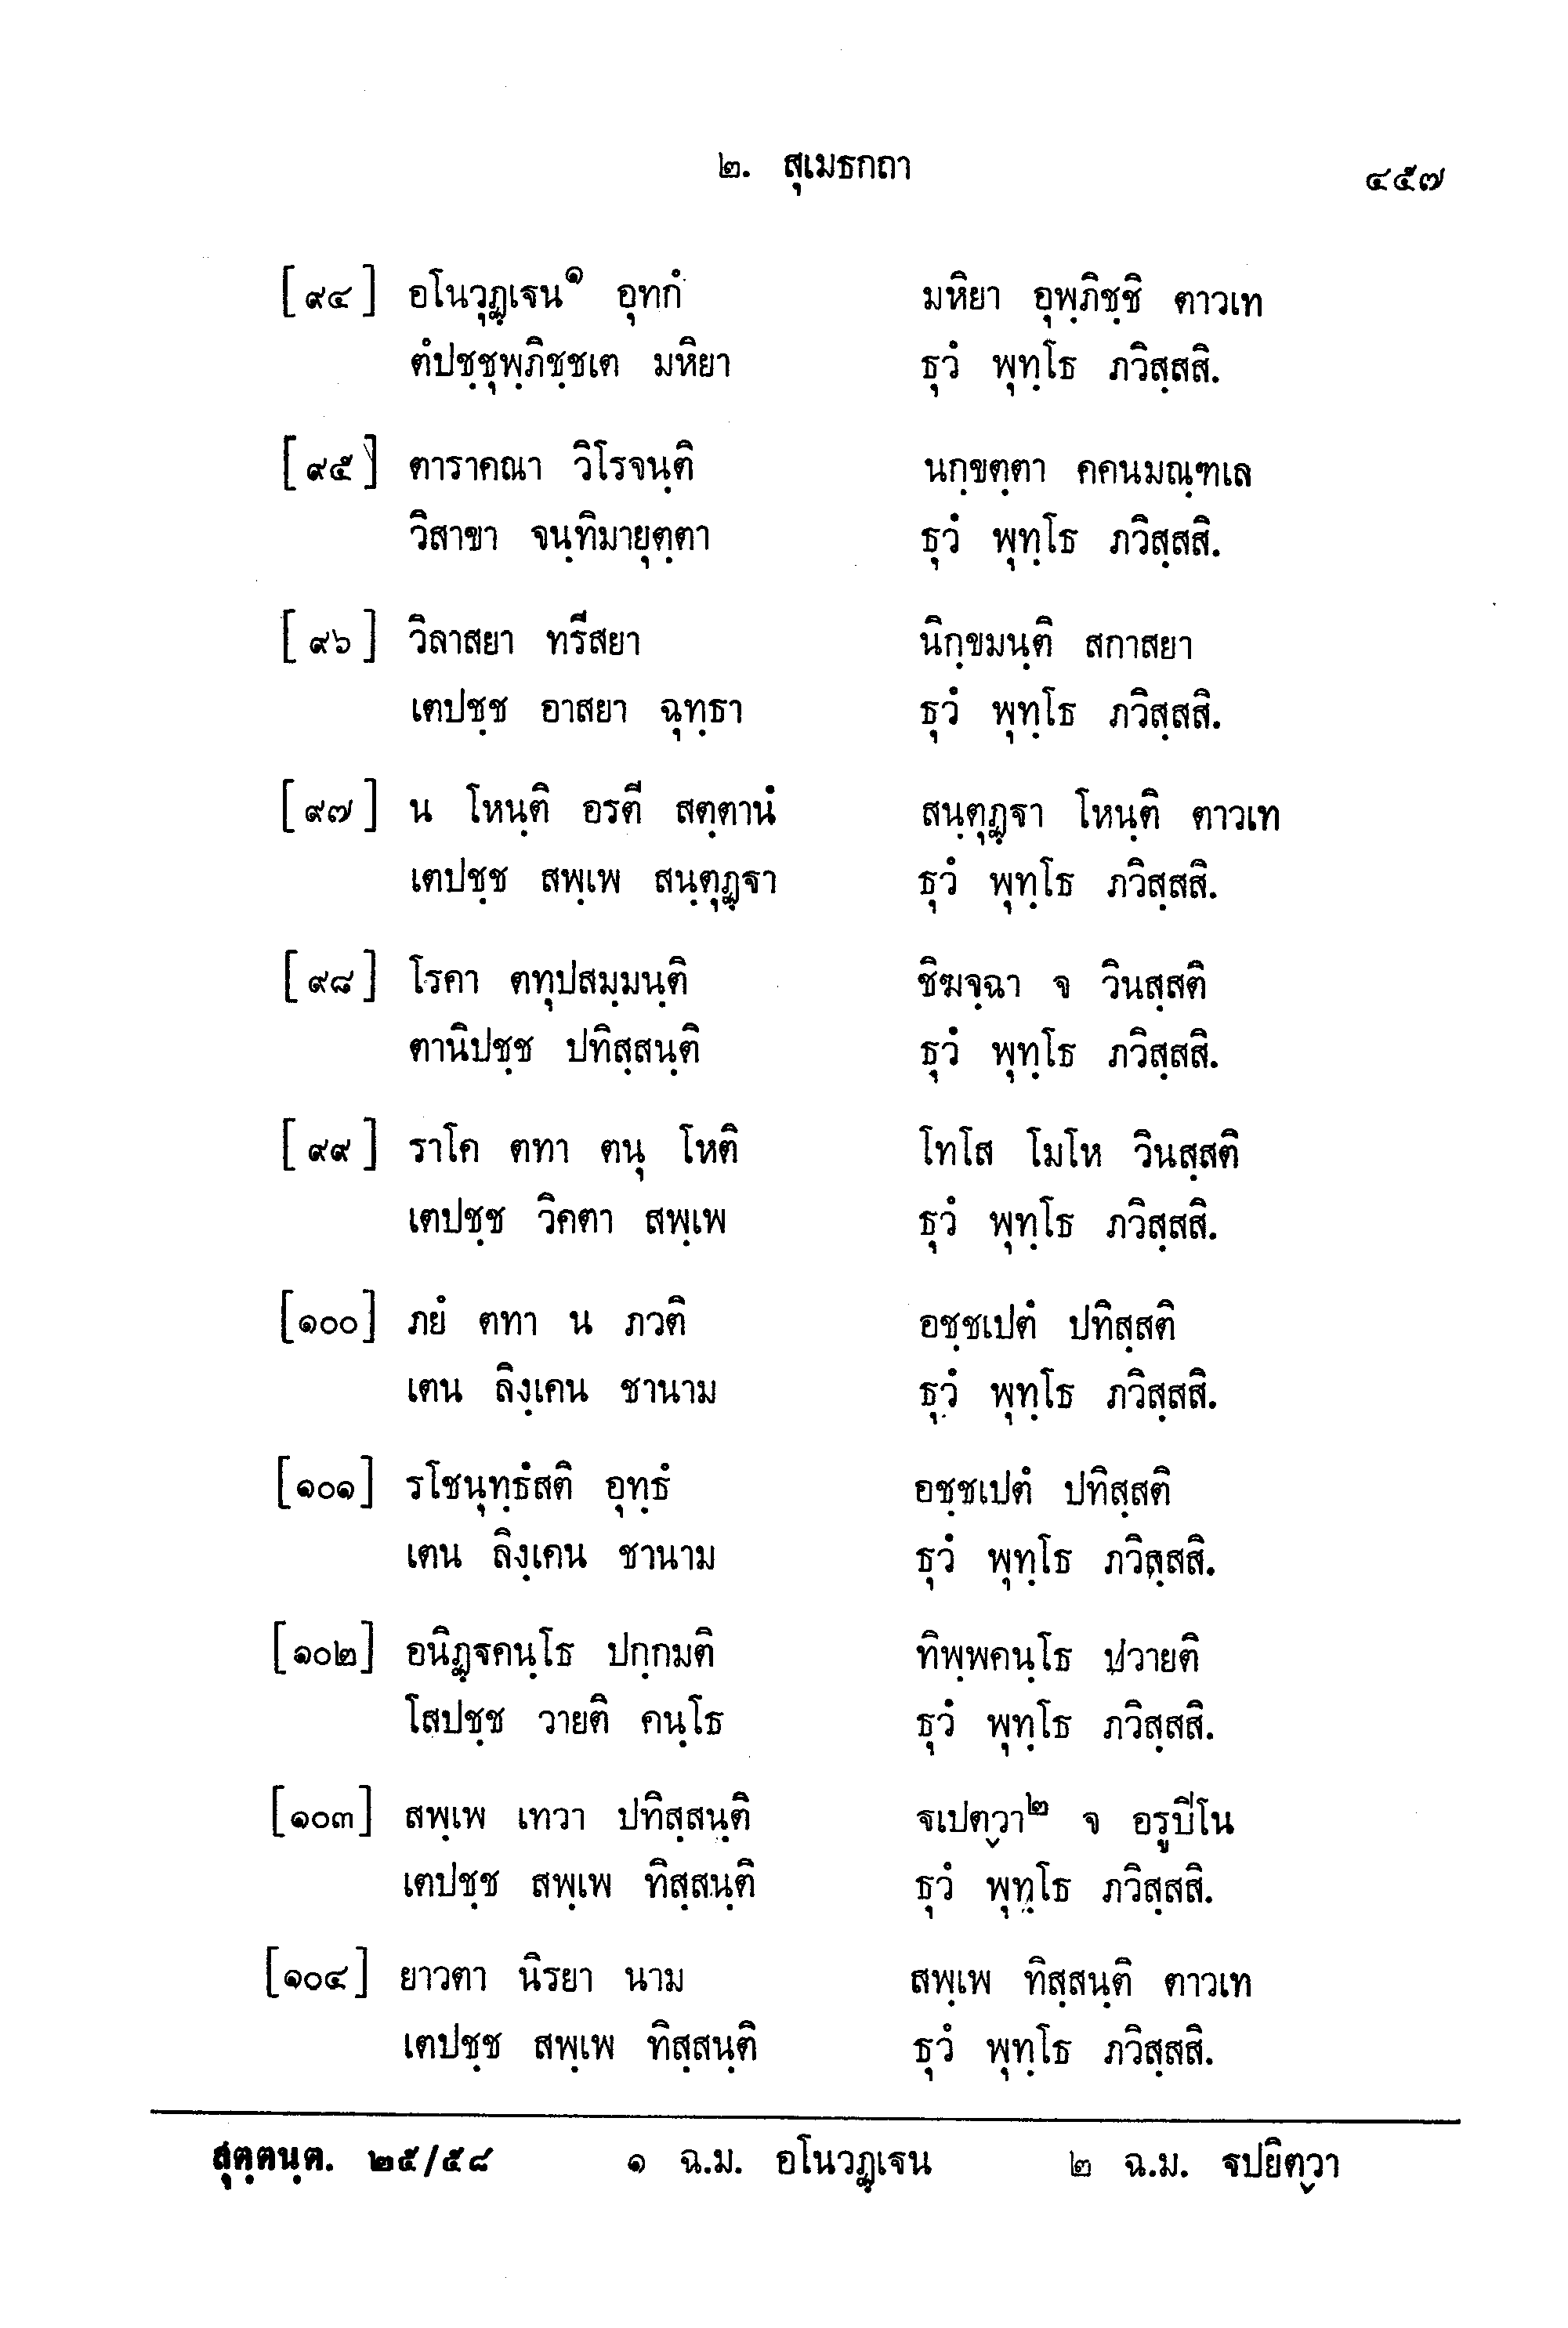 ๒. สุเมธกถา ๔๕๗
[๙๔] อโนวุฏฺเฐน๑ อุทกํ มหิยา อุพฺภิชฺชิ ตาวเท
ตํปชฺชุพฺภิชฺชเต มหิยา ธุวํ พุทฺโธ ภวิสฺสสิ.
[๙๕] ตาราคณา วิโรจนฺติ นกฺขตฺตา คคนมณฺฑเล
วิสาขา จนฺทิมายุตฺตา ธุวํ พุทฺโธ ภวิสฺสสิ.
[๙๖] วิลาสยา ทรีสยา นิกฺขมนฺติ สกาสยา
เตปชฺช อาสยา ฉุทฺธา ธุวํ พุทฺโธ ภวิสฺสสิ.
[๙๗] น โหนฺติ อรตี สตฺตานํ สนฺตุฏฺฐา โหนฺติ ตาวเท
เตปชฺช สพฺเพ สนฺตุฏฺฐา ธุวํ พุทฺโธ ภวิสฺสสิ.
[๙๘] โรคา ตทุปสมฺมนฺติ ชิฆจฺฉา จ วินสฺสติ
ตานิปชฺช ปทิสฺสนฺติ ธุวํ พุทฺโธ ภวิสฺสสิ.
[๙๙] ราโค ตทา ตนุ โหติ โทโส โมโห วินสฺสติ
เตปชฺช วิคตา สพฺเพ ธุวํ พุทฺโธ ภวิสฺสสิ.
[๑๐๐] ภยํ ตทา น ภวติ อชฺชเปตํ ปทิสฺสติ
เตน ลิงฺเคน ชานาม ธุวํ พุทฺโธ ภวิสฺสสิ.
[๑๐๑] รโชนุทฺธํสติ อุทฺธํ อชฺชเปตํ ปทิสฺสติ
เตน ลิงฺเคน ชานาม ธุวํ พุทฺโธ ภวิสฺสสิ.
[๑๐๒] อนิฏฺฐคนฺโธ ปกฺกมติ ทิพฺพคนฺโธ ปวายติ
โสปชฺช วายติ คนฺโธ ธุวํ พุทฺโธ ภวิสฺสสิ.
[๑๐๓] สพฺเพ เทวา ปทิสฺสนฺติ ฐเปตฺวา๒ จ อรูปิโน
เตปชฺช สพฺเพ ทิสฺสนฺติ ธุวํ พุทฺโธ ภวิสฺสสิ.
[๑๐๔] ยาวตา นิรยา นาม สพฺเพ ทิสฺสนฺติ ตาวเท
เตปชฺช สพฺเพ ทิสฺสนฺติ ธุวํ พุทฺโธ ภวิสฺสสิ.
สุตฺตนฺต. ๒๕/๕๘ ๑ ฉ.ม. อโนวฏฺเฐน ๒ ฉ.ม. ฐปยิตฺวา